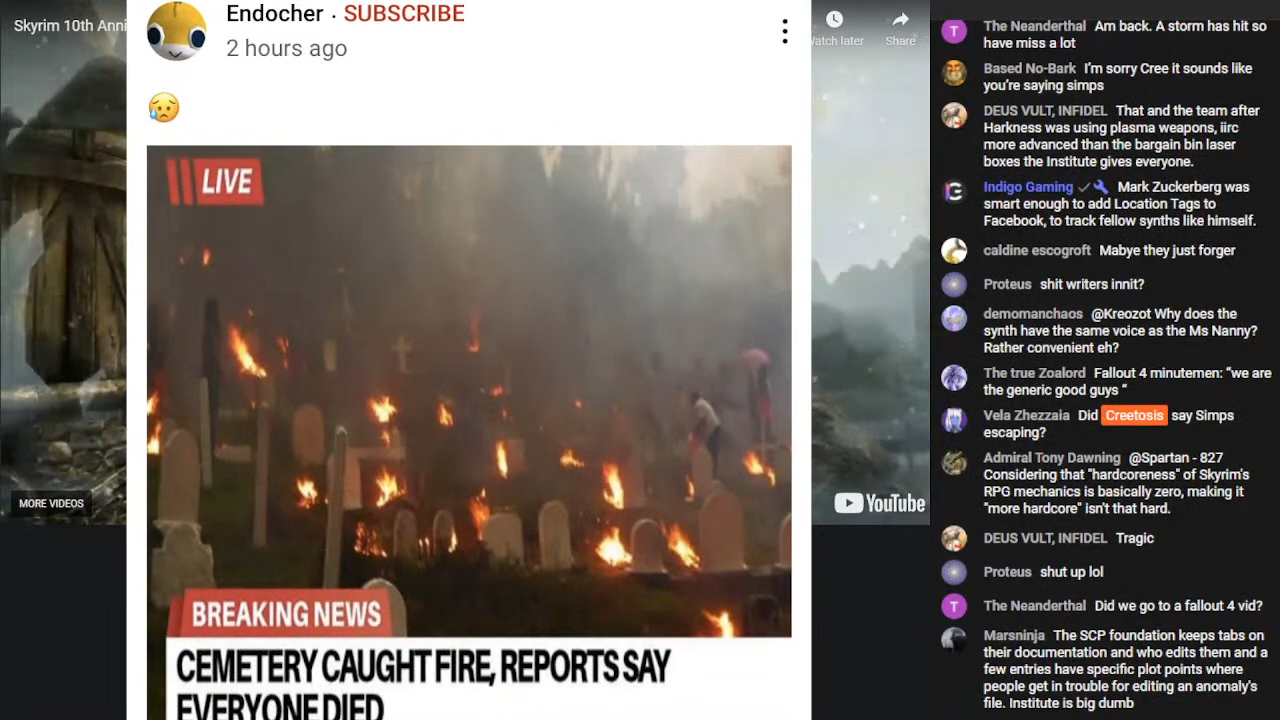 Skyrim 10th Anni
Endocher · SUBSCRIBE
2 hours ago
Watch later
Share
LIVE
BREAKING NEWS
CEMETERY CAUGHT FIRE, REPORTS SAY
EVERYONE DIED
MORE VIDEOS
YouTube
T
The Neanderthal Am back. A storm has hit so
have miss a lot
Based No-Bark I’m sorry Cree it sounds like
you’re saying simps
DEUS VULT, INFIDEL That and the team after
Harkness was using plasma weapons, iirc
more advanced than the bargain bin laser
boxes the Institute gives everyone.
Indigo Gaming Mark Zuckerberg was
smart enough to add Location Tags to
Facebook, to track fellow synths like himself.
caldine escogroft Mabye they just forger
Proteus shit writers innit?
demomanchaos @Kreozot Why does the
synth have the same voice as the Ms Nanny?
Rather convenient eh?
The true Zoalord Fallout 4 minutemen: “we are
the generic good guys “
Vela Zhezzaia Did Creetosis say Simps
escaping?
Admiral Tony Dawning @Spartan - 827
Considering that "hardcoreness" of Skyrim's
RPG mechanics is basically zero, making it
"more hardcore" isn't that hard.
DEUS VULT, INFIDEL Tragic
Proteus shut up lol
T
The Neanderthal Did we go to a fallout 4 vid?
Marsninja The SCP foundation keeps tabs on
their documentation and who edits them and a
few entries have specific plot points where
people get in trouble for editing an anomaly's
file. Institute is big dumb